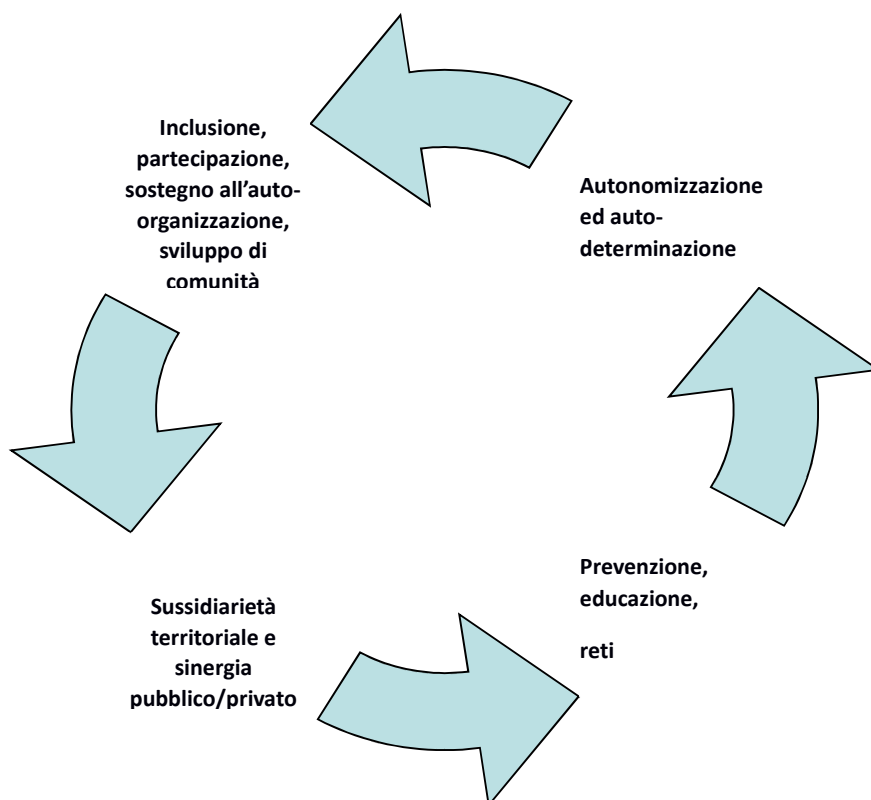 Inclusione,
partecipazione,
sostegno all'auto-
organizzazione,
sviluppo di
comunità
Autonomizzazione
ed auto-
determinazione
Sussidiarietà
territoriale e
sinergia
pubblico/privato
Prevenzione,
educazione,
reti